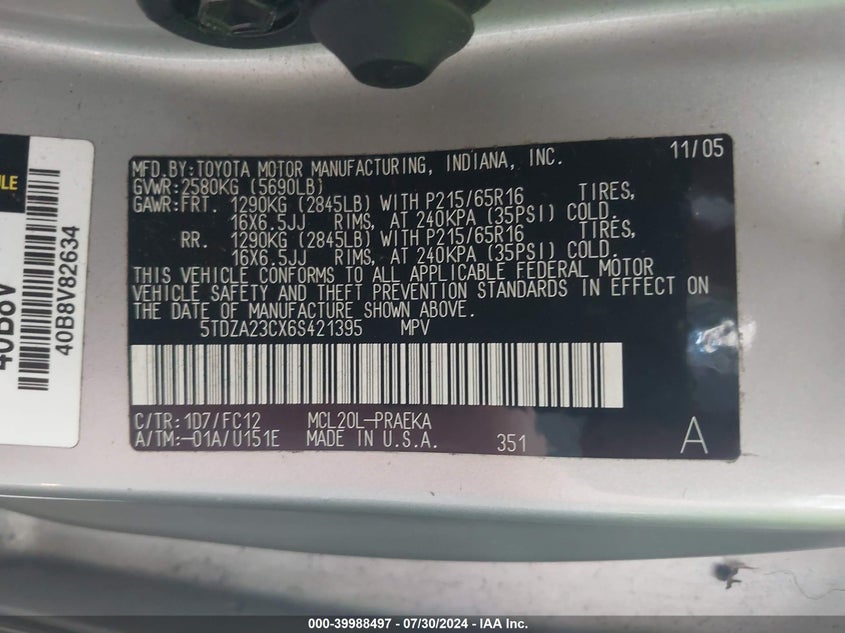 MFD.BY:TOYOTA MOTOR MANUFACTURING, INDIANA, INC. 11/05
GVWR:2580KG (5690LB)
GAWR:FRT. 1290KG (2845LB) WITH P215/65R16 TIRES,
16X6.5JJ RIMS, AT 240KPA (35PSI) COLD.
RR. 1290KG (2845LB) WITH P215/65R16 TIRES,
16X6.5JJ RIMS, AT 240KPA (35PSI) COLD.
THIS VEHICLE CONFORMS TO ALL APPLICABLE FEDERAL MOTOR
VEHICLE SAFETY AND THEFT PREVENTION STANDARDS IN EFFECT ON
THE DATE OF MANUFACTURE SHOWN ABOVE.
5TDZA23CX6S421395 MPV
C/TR:1D7/FC12 MCL20L-PRAEKA
A/TM:-01A/U151E MADE IN U.S.A. 351 A
40B8V
40B8V82634
000-39988497 - 07/30/2024 - IAA Inc.